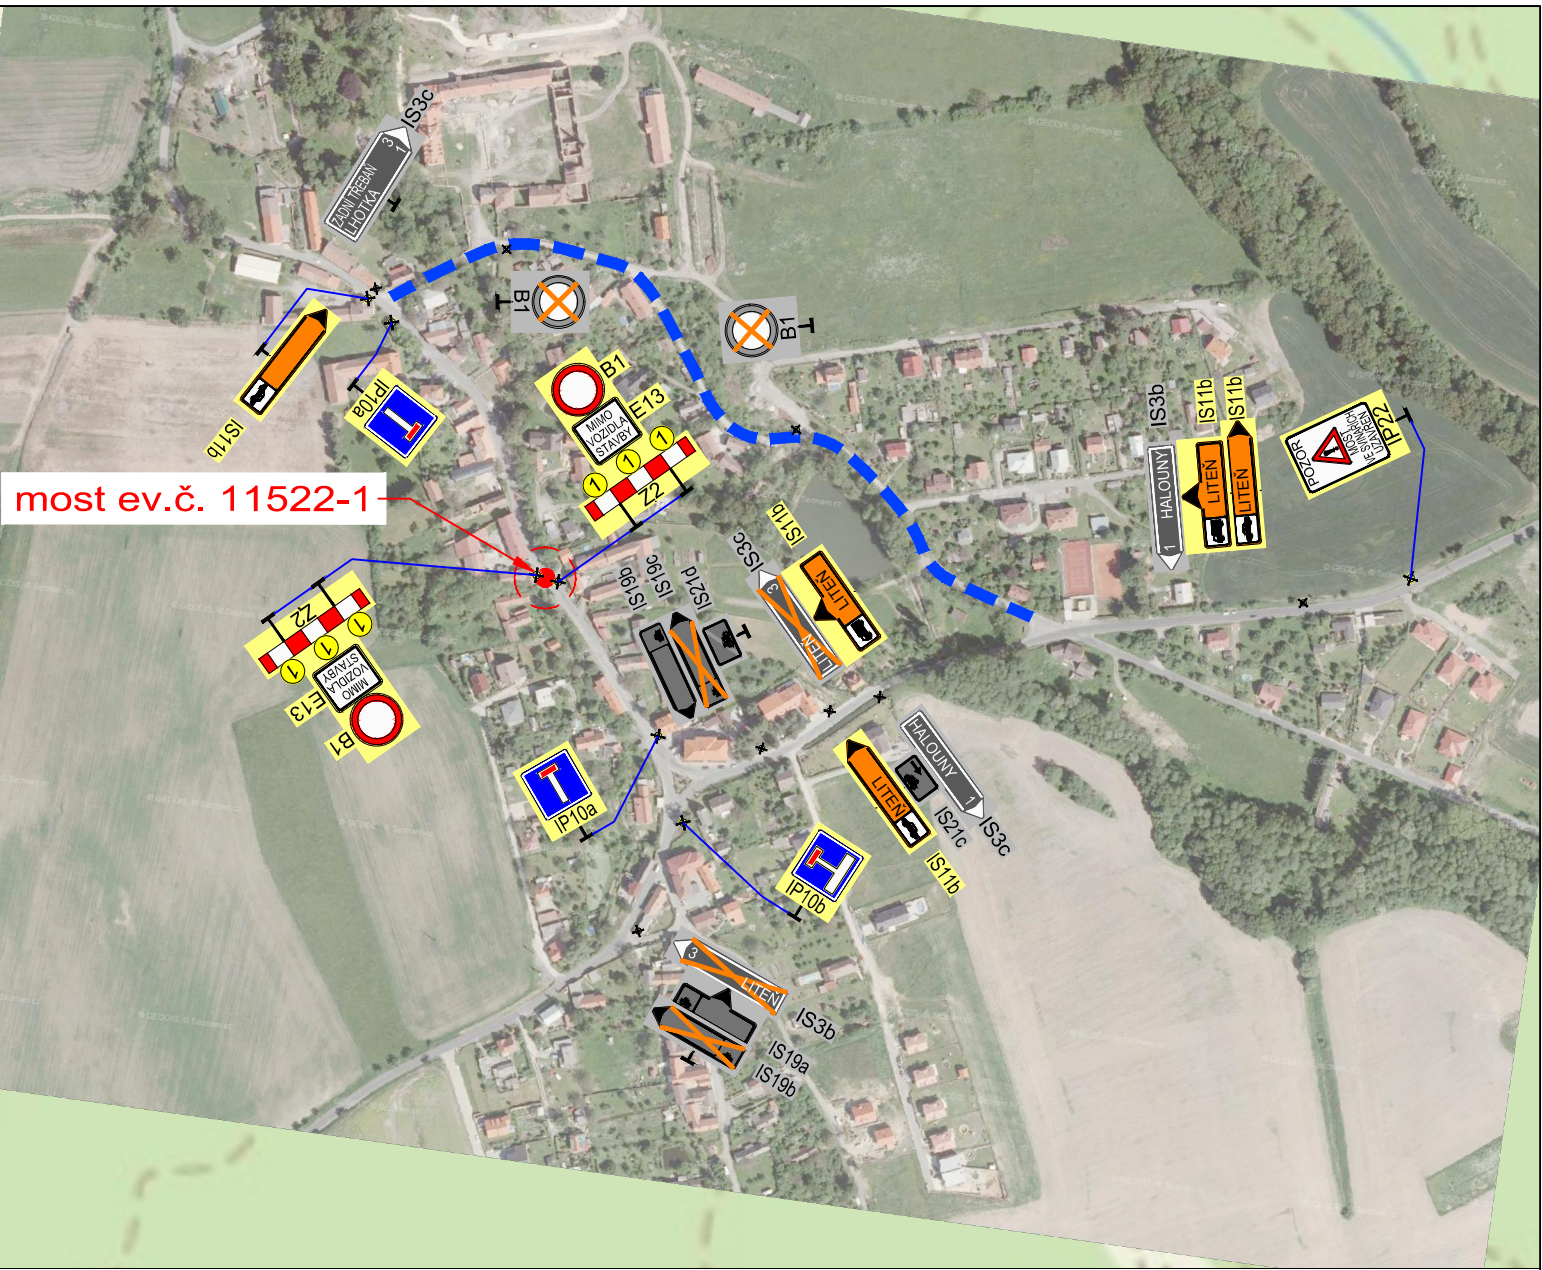 IS3c
3
1
ZADNÍ TŘEBAŇ
LHOTKA
IS11b
IP10a
B1
B1
B1
E13
MIMO
VOZIDLA
STAVBY
1
1
1
Z2
most ev.č. 11522-1
Z2
1
1
1
MIMO
VOZIDLA
STAVBY
E13
B1
IS19b
IS19c
IS21d
IS3c
3
LITEŇ
IS11b
LITEŇ
IS3b
HALOUNY
1
IS11b
LITEŇ
IS11b
LITEŇ
POZOR
MOST
VE SVINAŘÍCH
UZAVŘEN
IP22
IP10a
IP10b
LITEŇ
IS11b
HALOUNY
1
IS21c
IS3c
3
LITEŇ
IS3b
IS19a
IS19b